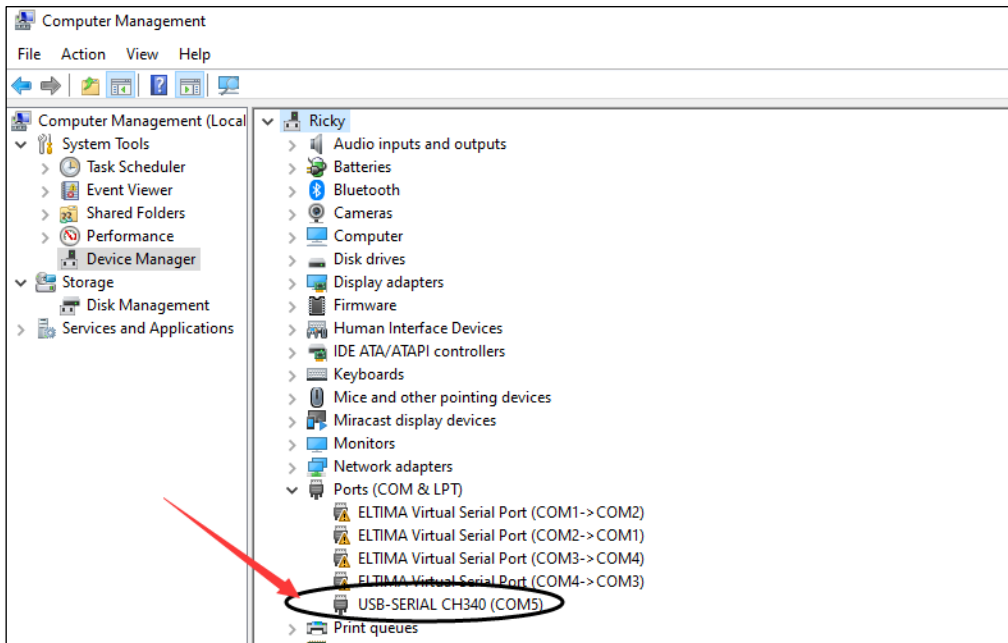 Computer Management
File Action View Help
Computer Management (Local
System Tools
Task Scheduler
Event Viewer
Shared Folders
Performance
Device Manager
Storage
Disk Management
Services and Applications
Ricky
Audio inputs and outputs
Batteries
Bluetooth
Cameras
Computer
Disk drives
Display adapters
Firmware
Human Interface Devices
IDE ATA/ATAPI controllers
Keyboards
Mice and other pointing devices
Miracast display devices
Monitors
Network adapters
Ports (COM & LPT)
ELTIMA Virtual Serial Port (COM1->COM2)
ELTIMA Virtual Serial Port (COM2->COM1)
ELTIMA Virtual Serial Port (COM3->COM4)
ELTIMA Virtual Serial Port (COM4->COM3)
USB-SERIAL CH340 (COM5)
Print queues